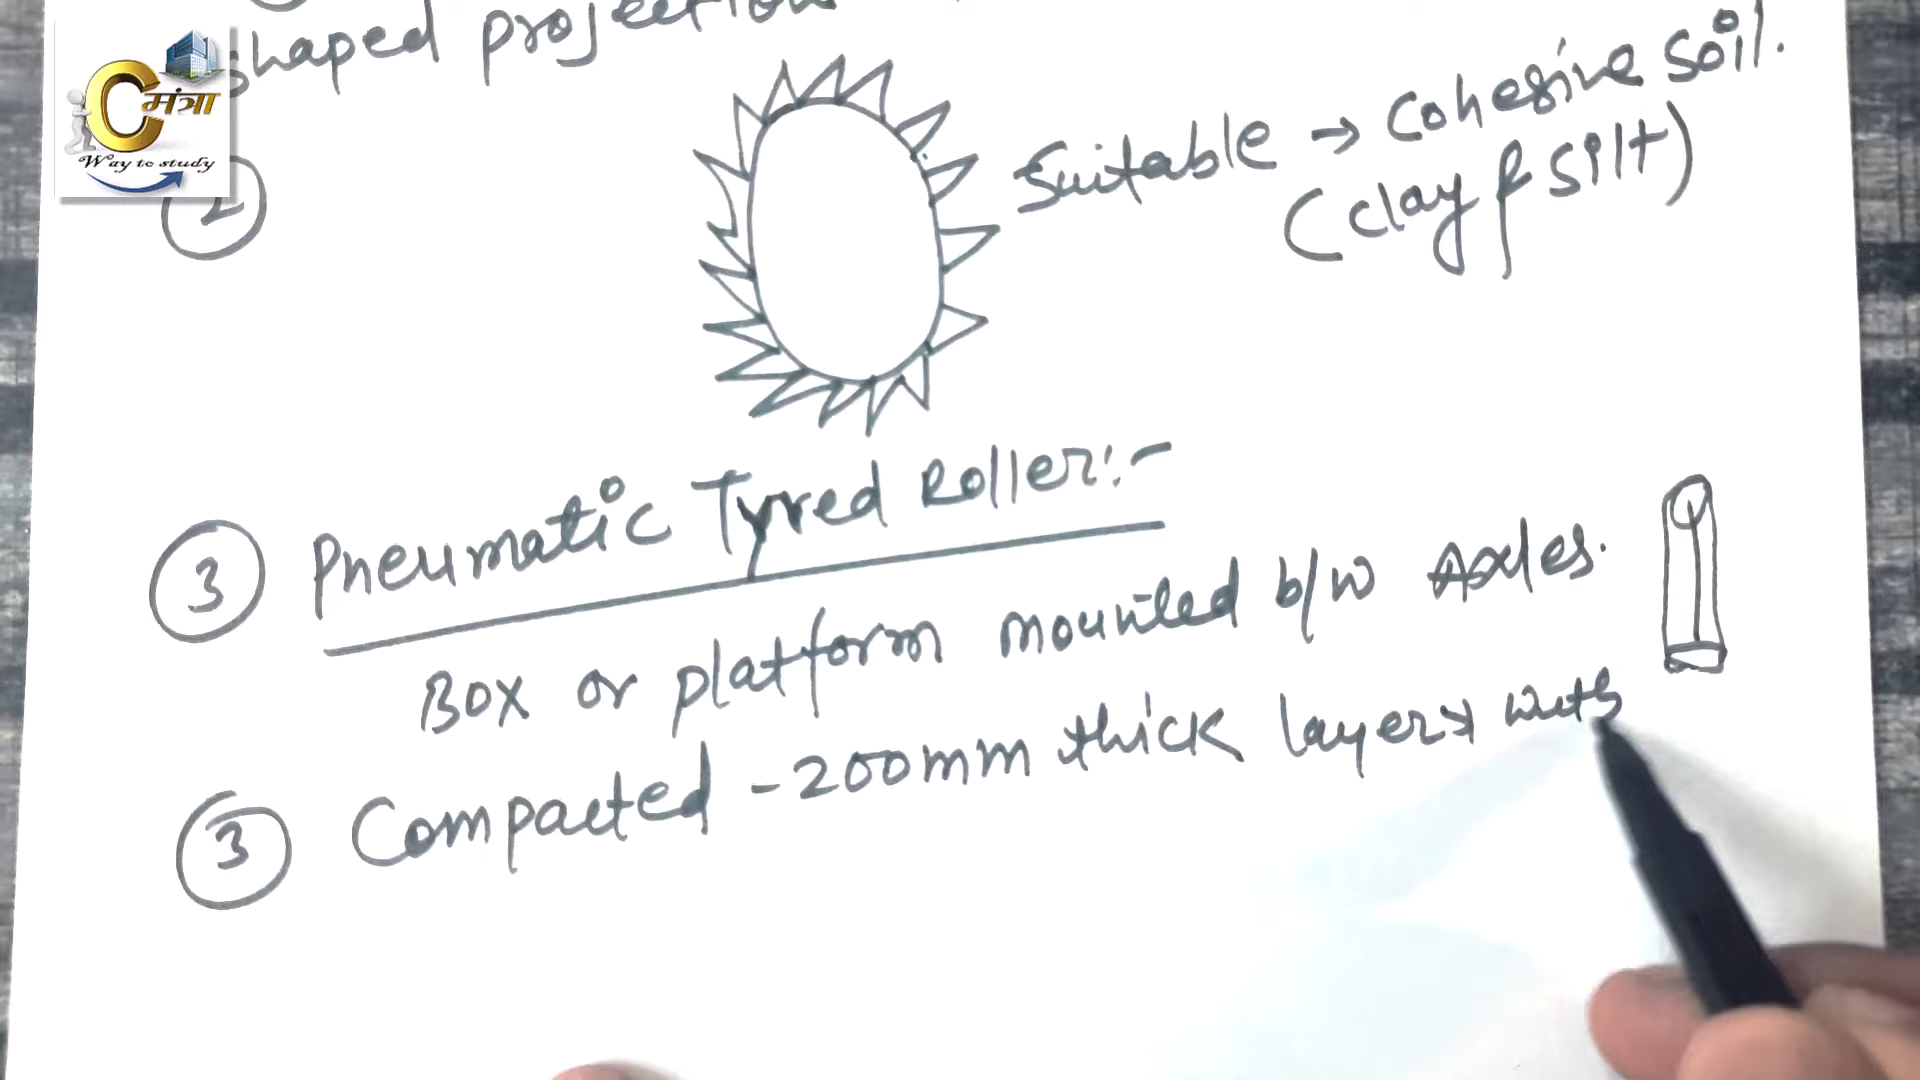 shaped projection
C मंत्रा
Way to study
2
Suitable → Cohesive soil.
(clay & silt)
3 Pneumatic Tyred Roller:-
Box or platform mounted b/w Axles.
3 Compacted - 200mm thick layers with